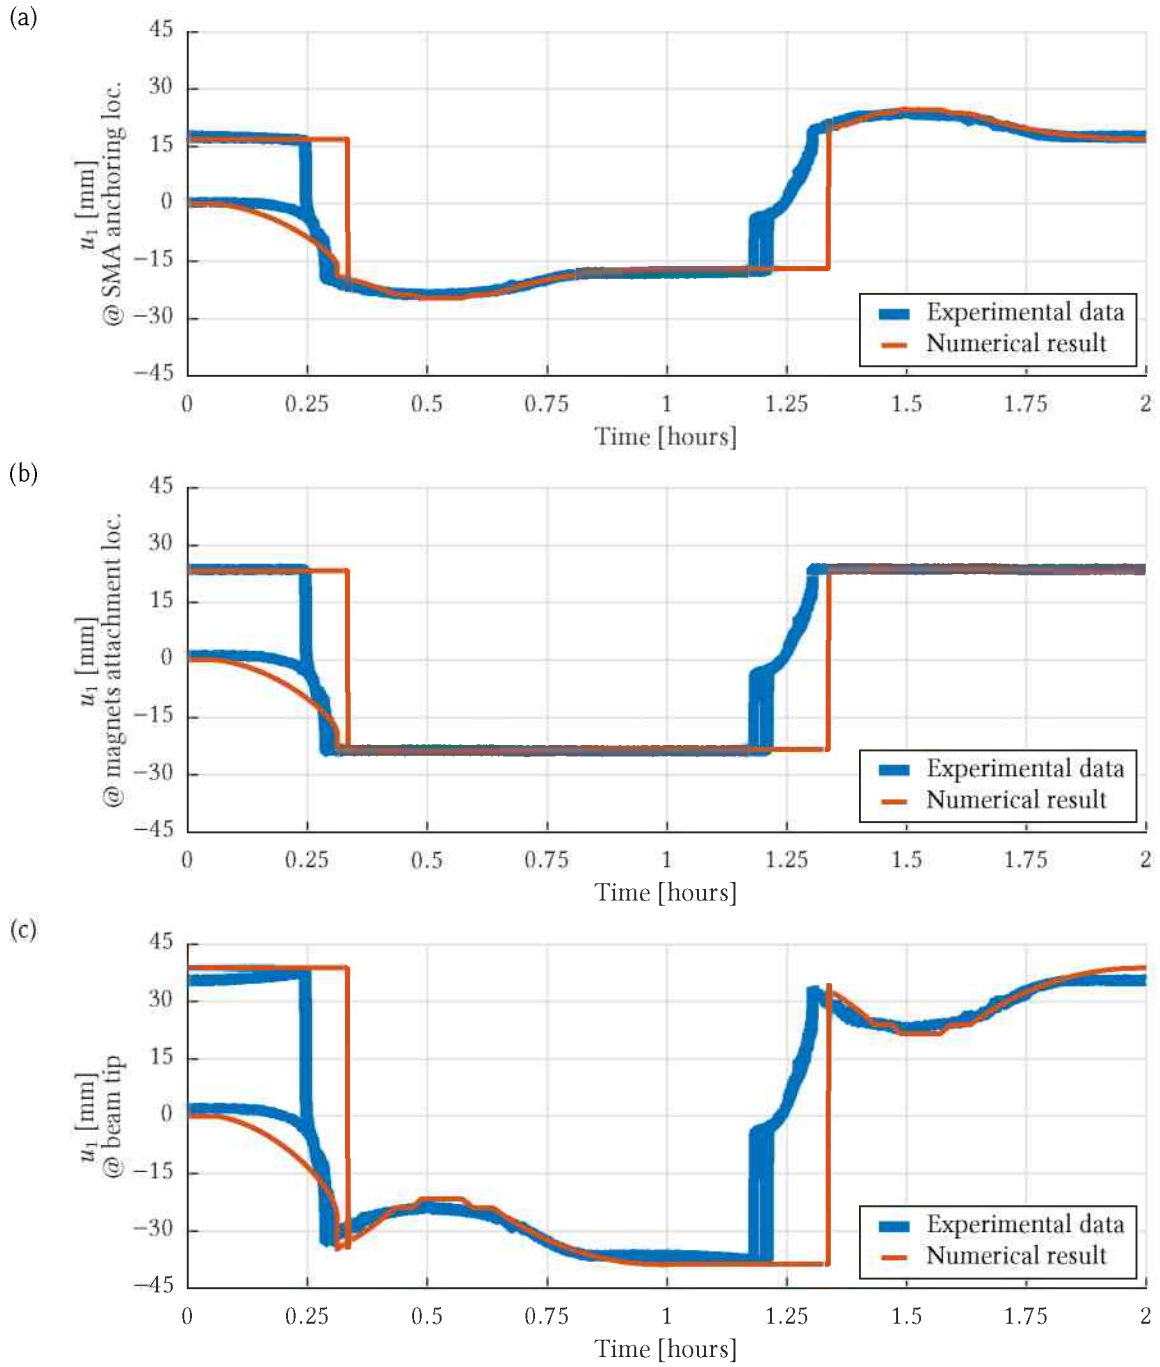 (a)
45
30
15
0
−15
−30
−45
u₁ [mm]
@ SMA anchoring loc.
Experimental data
Numerical result
0 0.25 0.5 0.75 1 1.25 1.5 1.75 2
Time [hours]
(b)
45
30
15
0
−15
−30
−45
u₁ [mm]
@ magnets attachment loc.
Experimental data
Numerical result
0 0.25 0.5 0.75 1 1.25 1.5 1.75 2
Time [hours]
(c)
45
30
15
0
−15
−30
−45
u₁ [mm]
@ beam tip
Experimental data
Numerical result
0 0.25 0.5 0.75 1 1.25 1.5 1.75 2
Time [hours]